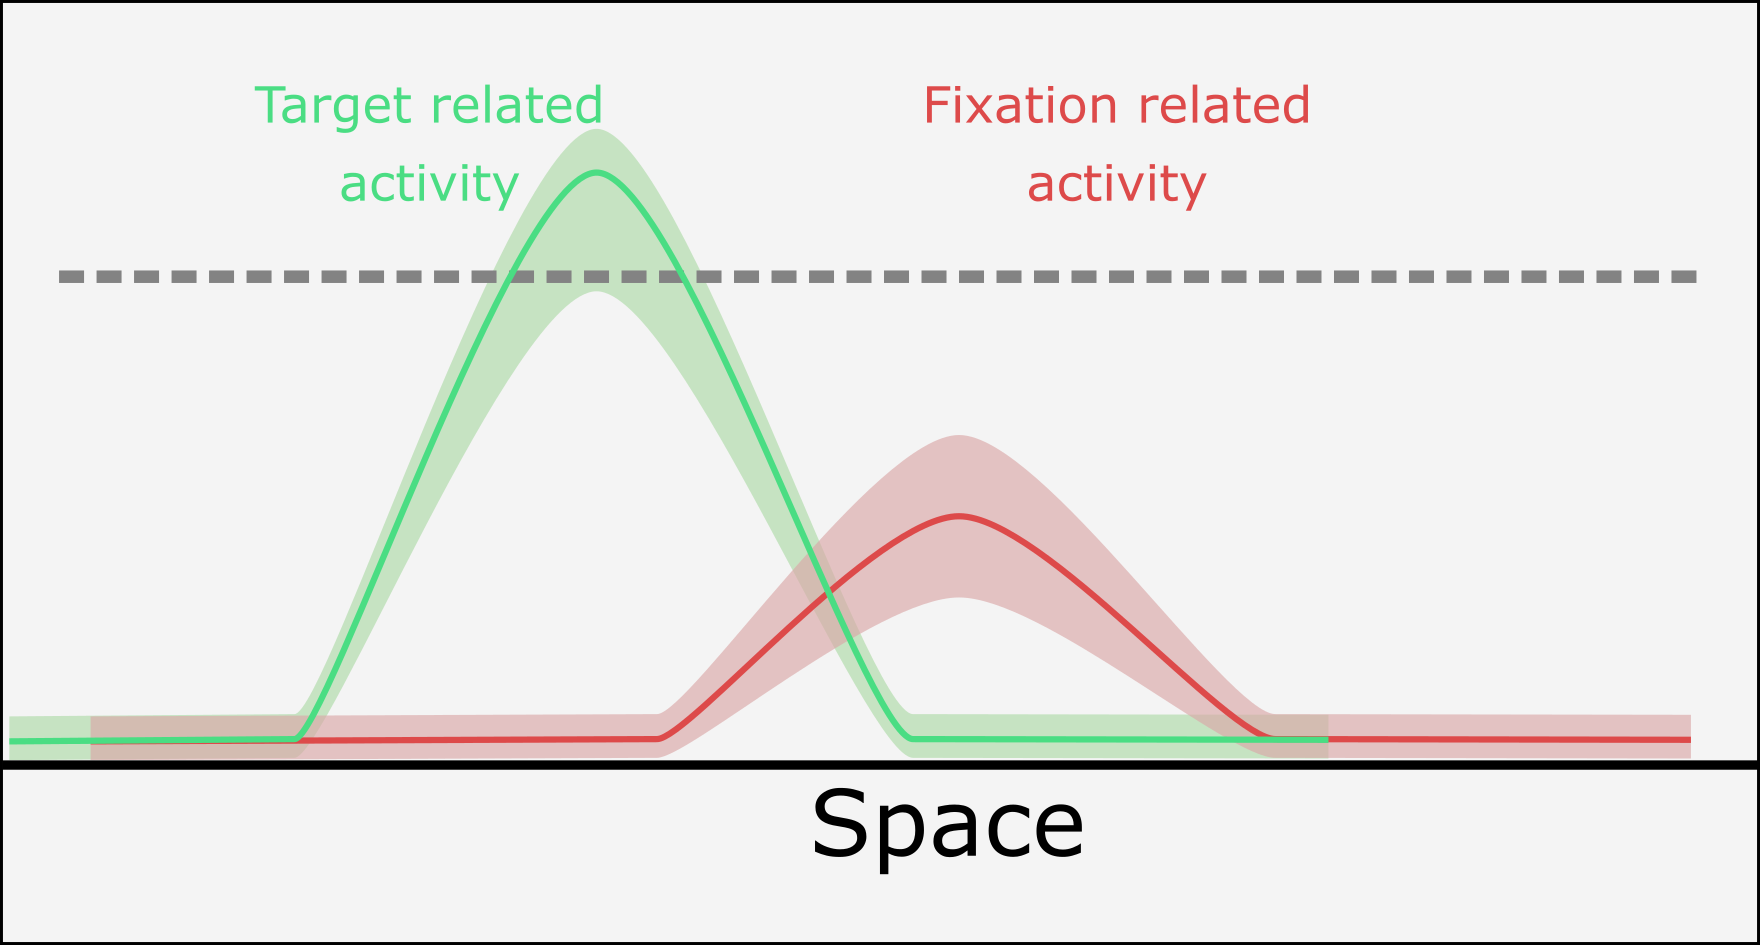 Target related
activity
Fixation related
activity
Space